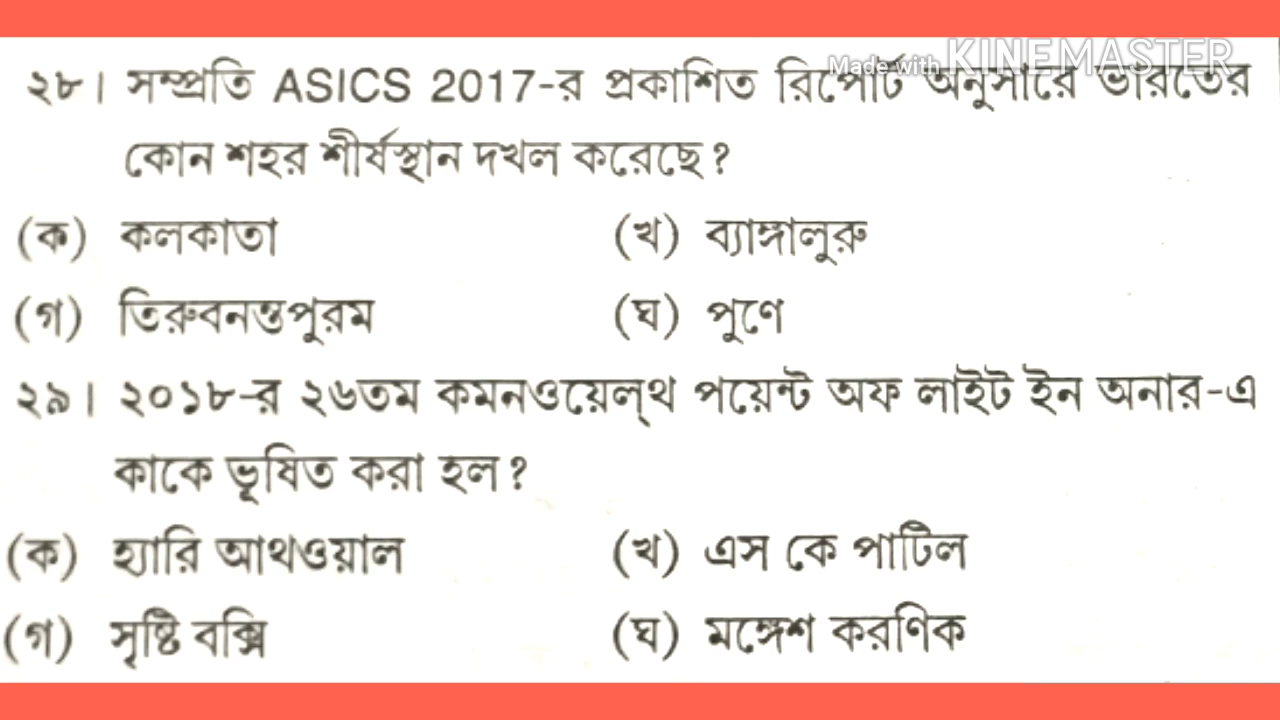 Made with KINEMASTER
২৮। সম্প্রতি ASICS 2017-র প্রকাশিত রিপোর্ট অনুসারে ভারতের
কোন শহর শীর্ষস্থান দখল করেছে?
(ক) কলকাতা (খ) ব্যাঙ্গালুরু
(গ) তিরুবনন্তপুরম (ঘ) পুণে
২৯। ২০১৮-র ২৬তম কমনওয়েল্‌থ পয়েন্ট অফ লাইট ইন অনার-এ
কাকে ভূষিত করা হল?
(ক) হ্যারি আথওয়াল (খ) এস কে পাটিল
(গ) সৃষ্টি বক্সি (ঘ) মঙ্গেশ করণিক